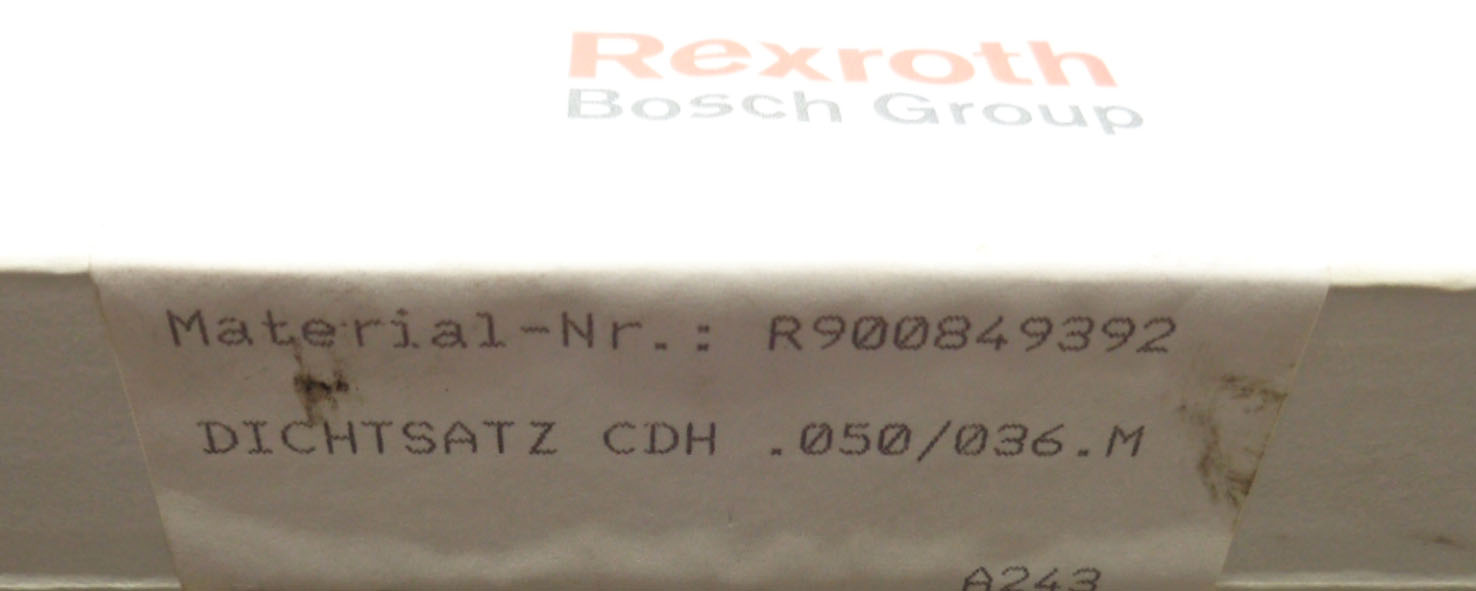 Rexroth
Bosch Group
Material-Nr.: R900849392
DICHTSATZ CDH .050/036.M
A243